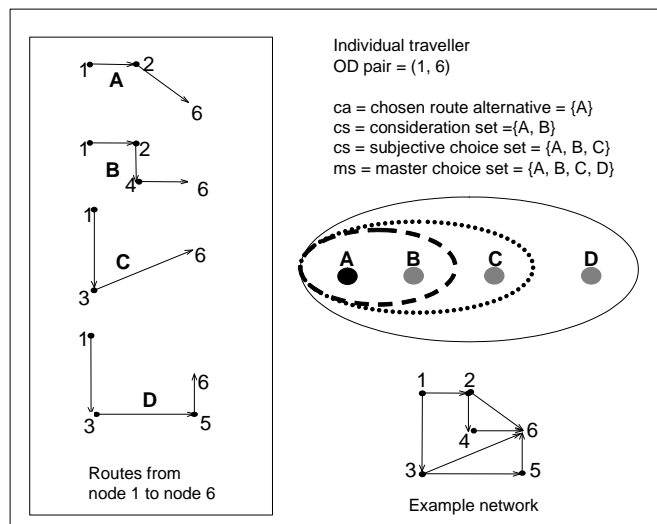 1
2
A
6
1
2
B
4
6
1
6
C
3
1
6
D
3
5
Routes from
node 1 to node 6
Individual traveller
OD pair = (1, 6)
ca = chosen route alternative = {A}
cs = consideration set ={A, B}
cs = subjective choice set = {A, B, C}
ms = master choice set = {A, B, C, D}
A B C D
1 2
4 6
3 5
Example network